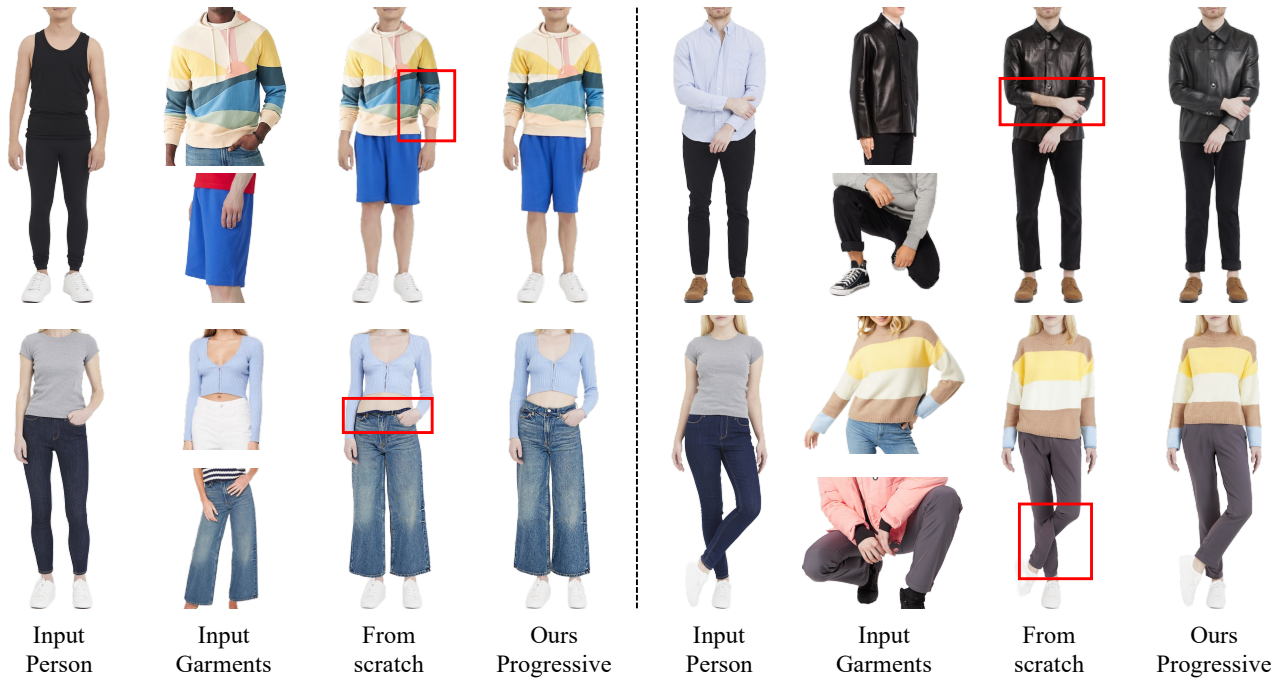 Input
Person
Input
Garments
From
scratch
Ours
Progressive
Input
Person
Input
Garments
From
scratch
Ours
Progressive